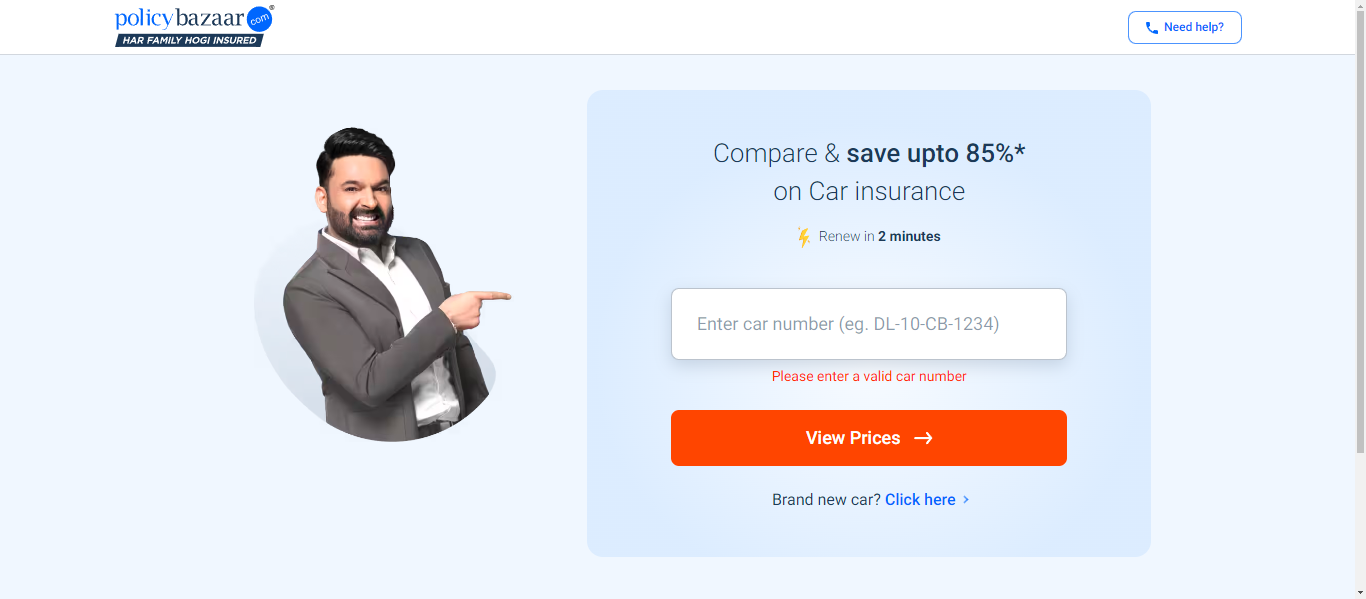 policybazaar com®
HAR FAMILY HOGI INSURED
Need help?
Compare & save upto 85%*
on Car insurance
Renew in 2 minutes
Enter car number (eg. DL-10-CB-1234)
Please enter a valid car number
View Prices →
Brand new car? Click here >